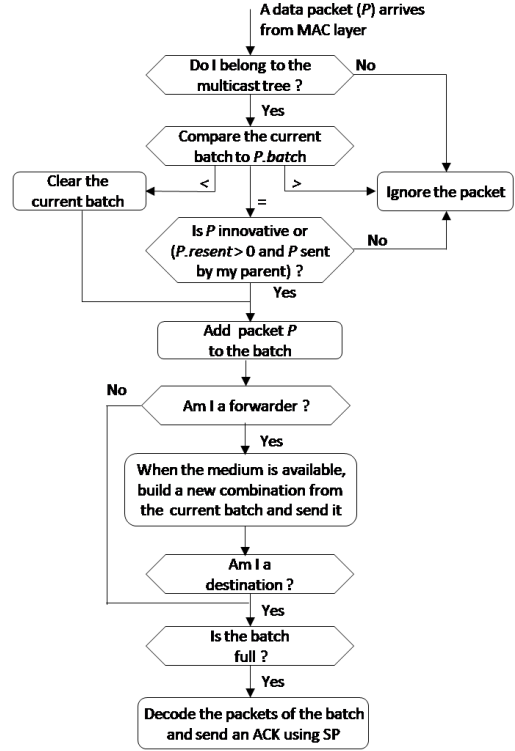 A data packet (P) arrives
from MAC layer
Do I belong to the
multicast tree ?
No
Yes
Compare the current
batch to P.batch
<
>
=
Clear the
current batch
Ignore the packet
Is P innovative or
(P.resent > 0 and P sent
by my parent) ?
No
Yes
Add packet P
to the batch
No
Am I a forwarder ?
Yes
When the medium is available,
build a new combination from
the current batch and send it
Am I a
destination ?
Yes
Is the batch
full ?
Yes
Decode the packets of the batch
and send an ACK using SP